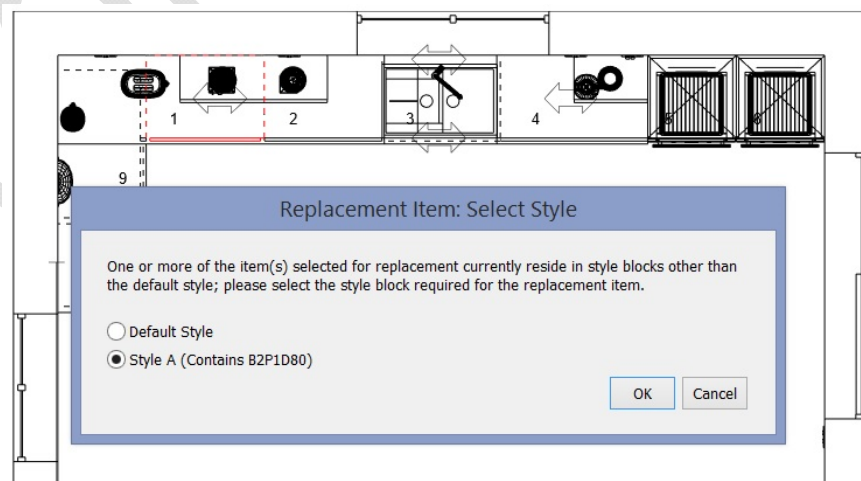 1
2
3
4
5
6
9
Replacement Item: Select Style
One or more of the item(s) selected for replacement currently reside in style blocks other than
the default style; please select the style block required for the replacement item.
Default Style
Style A (Contains B2P1D80)
OK Cancel